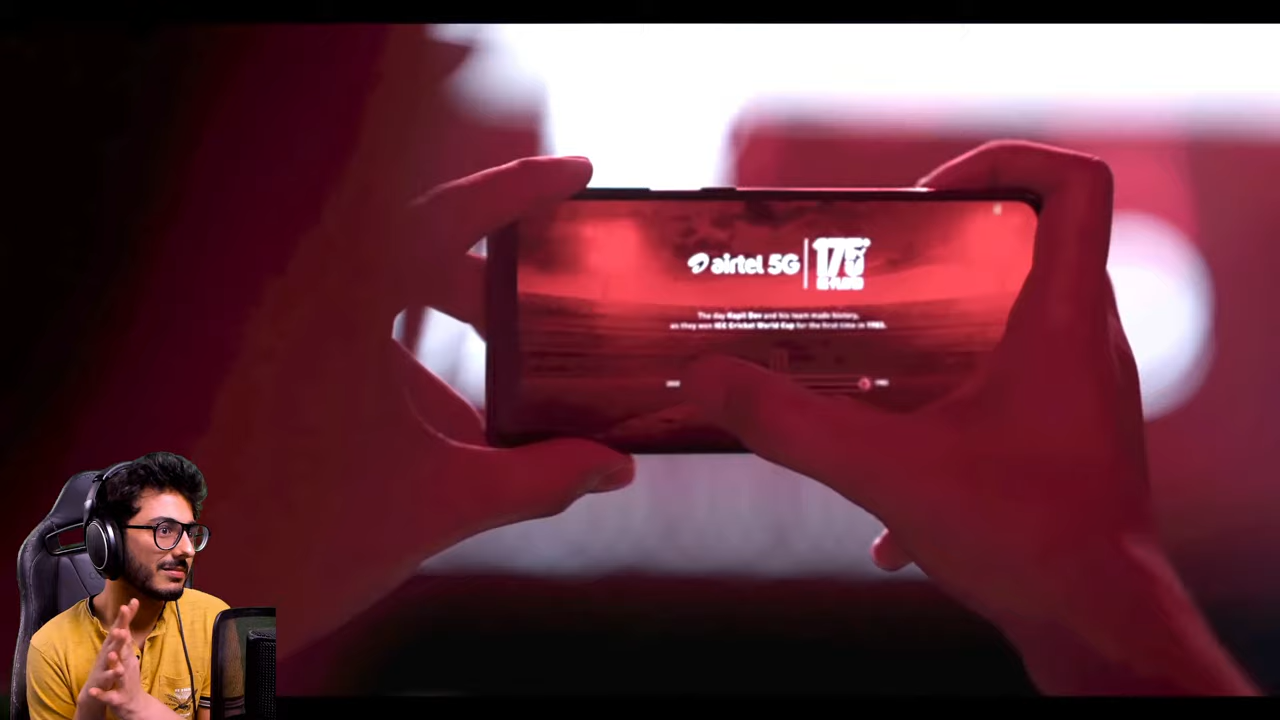 airtel 5G
175*
The day Kapil Dev and his team made history,
as they won ICC Cricket World Cup for the first time in 1983.